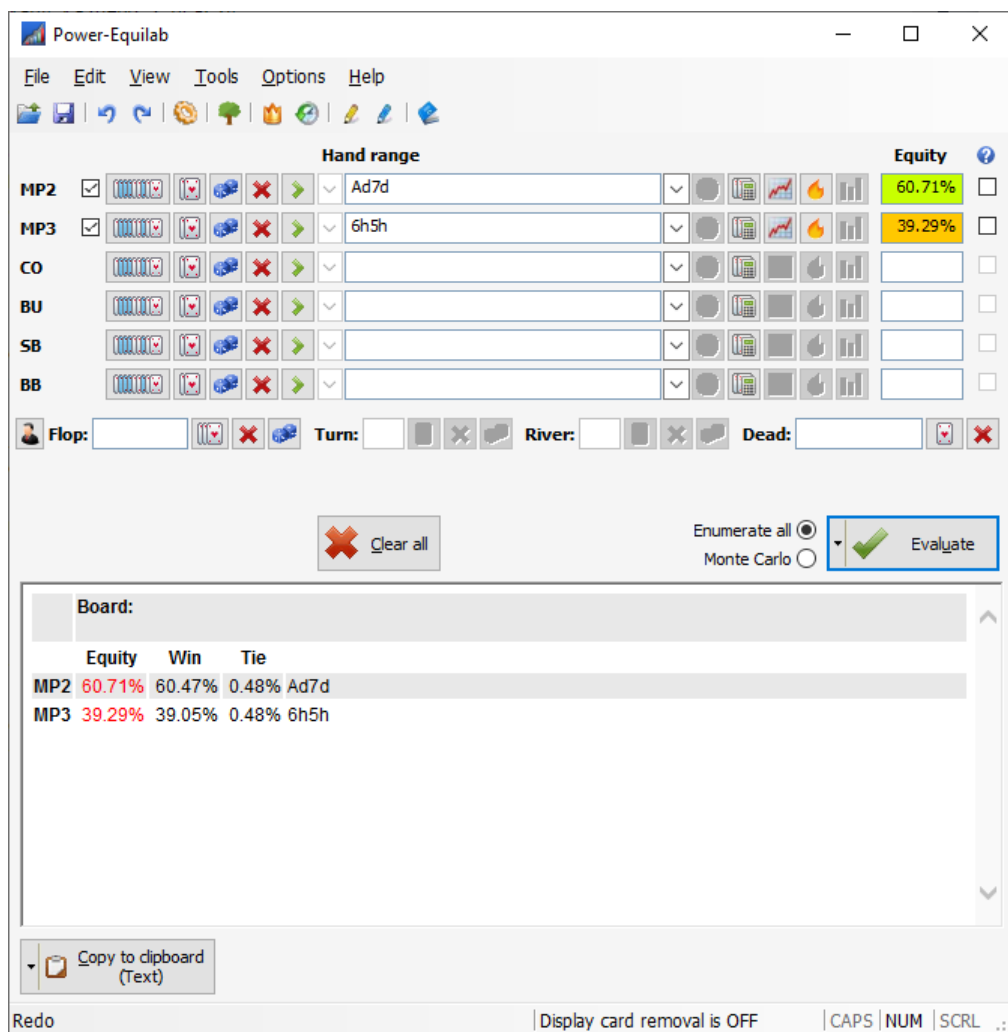 Power-Equilab
File Edit View Tools Options Help
Hand range Equity
MP2 Ad7d 60.71%
MP3 6h5h 39.29%
CO
BU
SB
BB
Flop: Turn: River: Dead:
Clear all
Enumerate all
Monte Carlo
Evaluate
Board:
Equity Win Tie
MP2 60.71% 60.47% 0.48% Ad7d
MP3 39.29% 39.05% 0.48% 6h5h
Copy to clipboard
(Text)
Redo Display card removal is OFF CAPS NUM SCRL